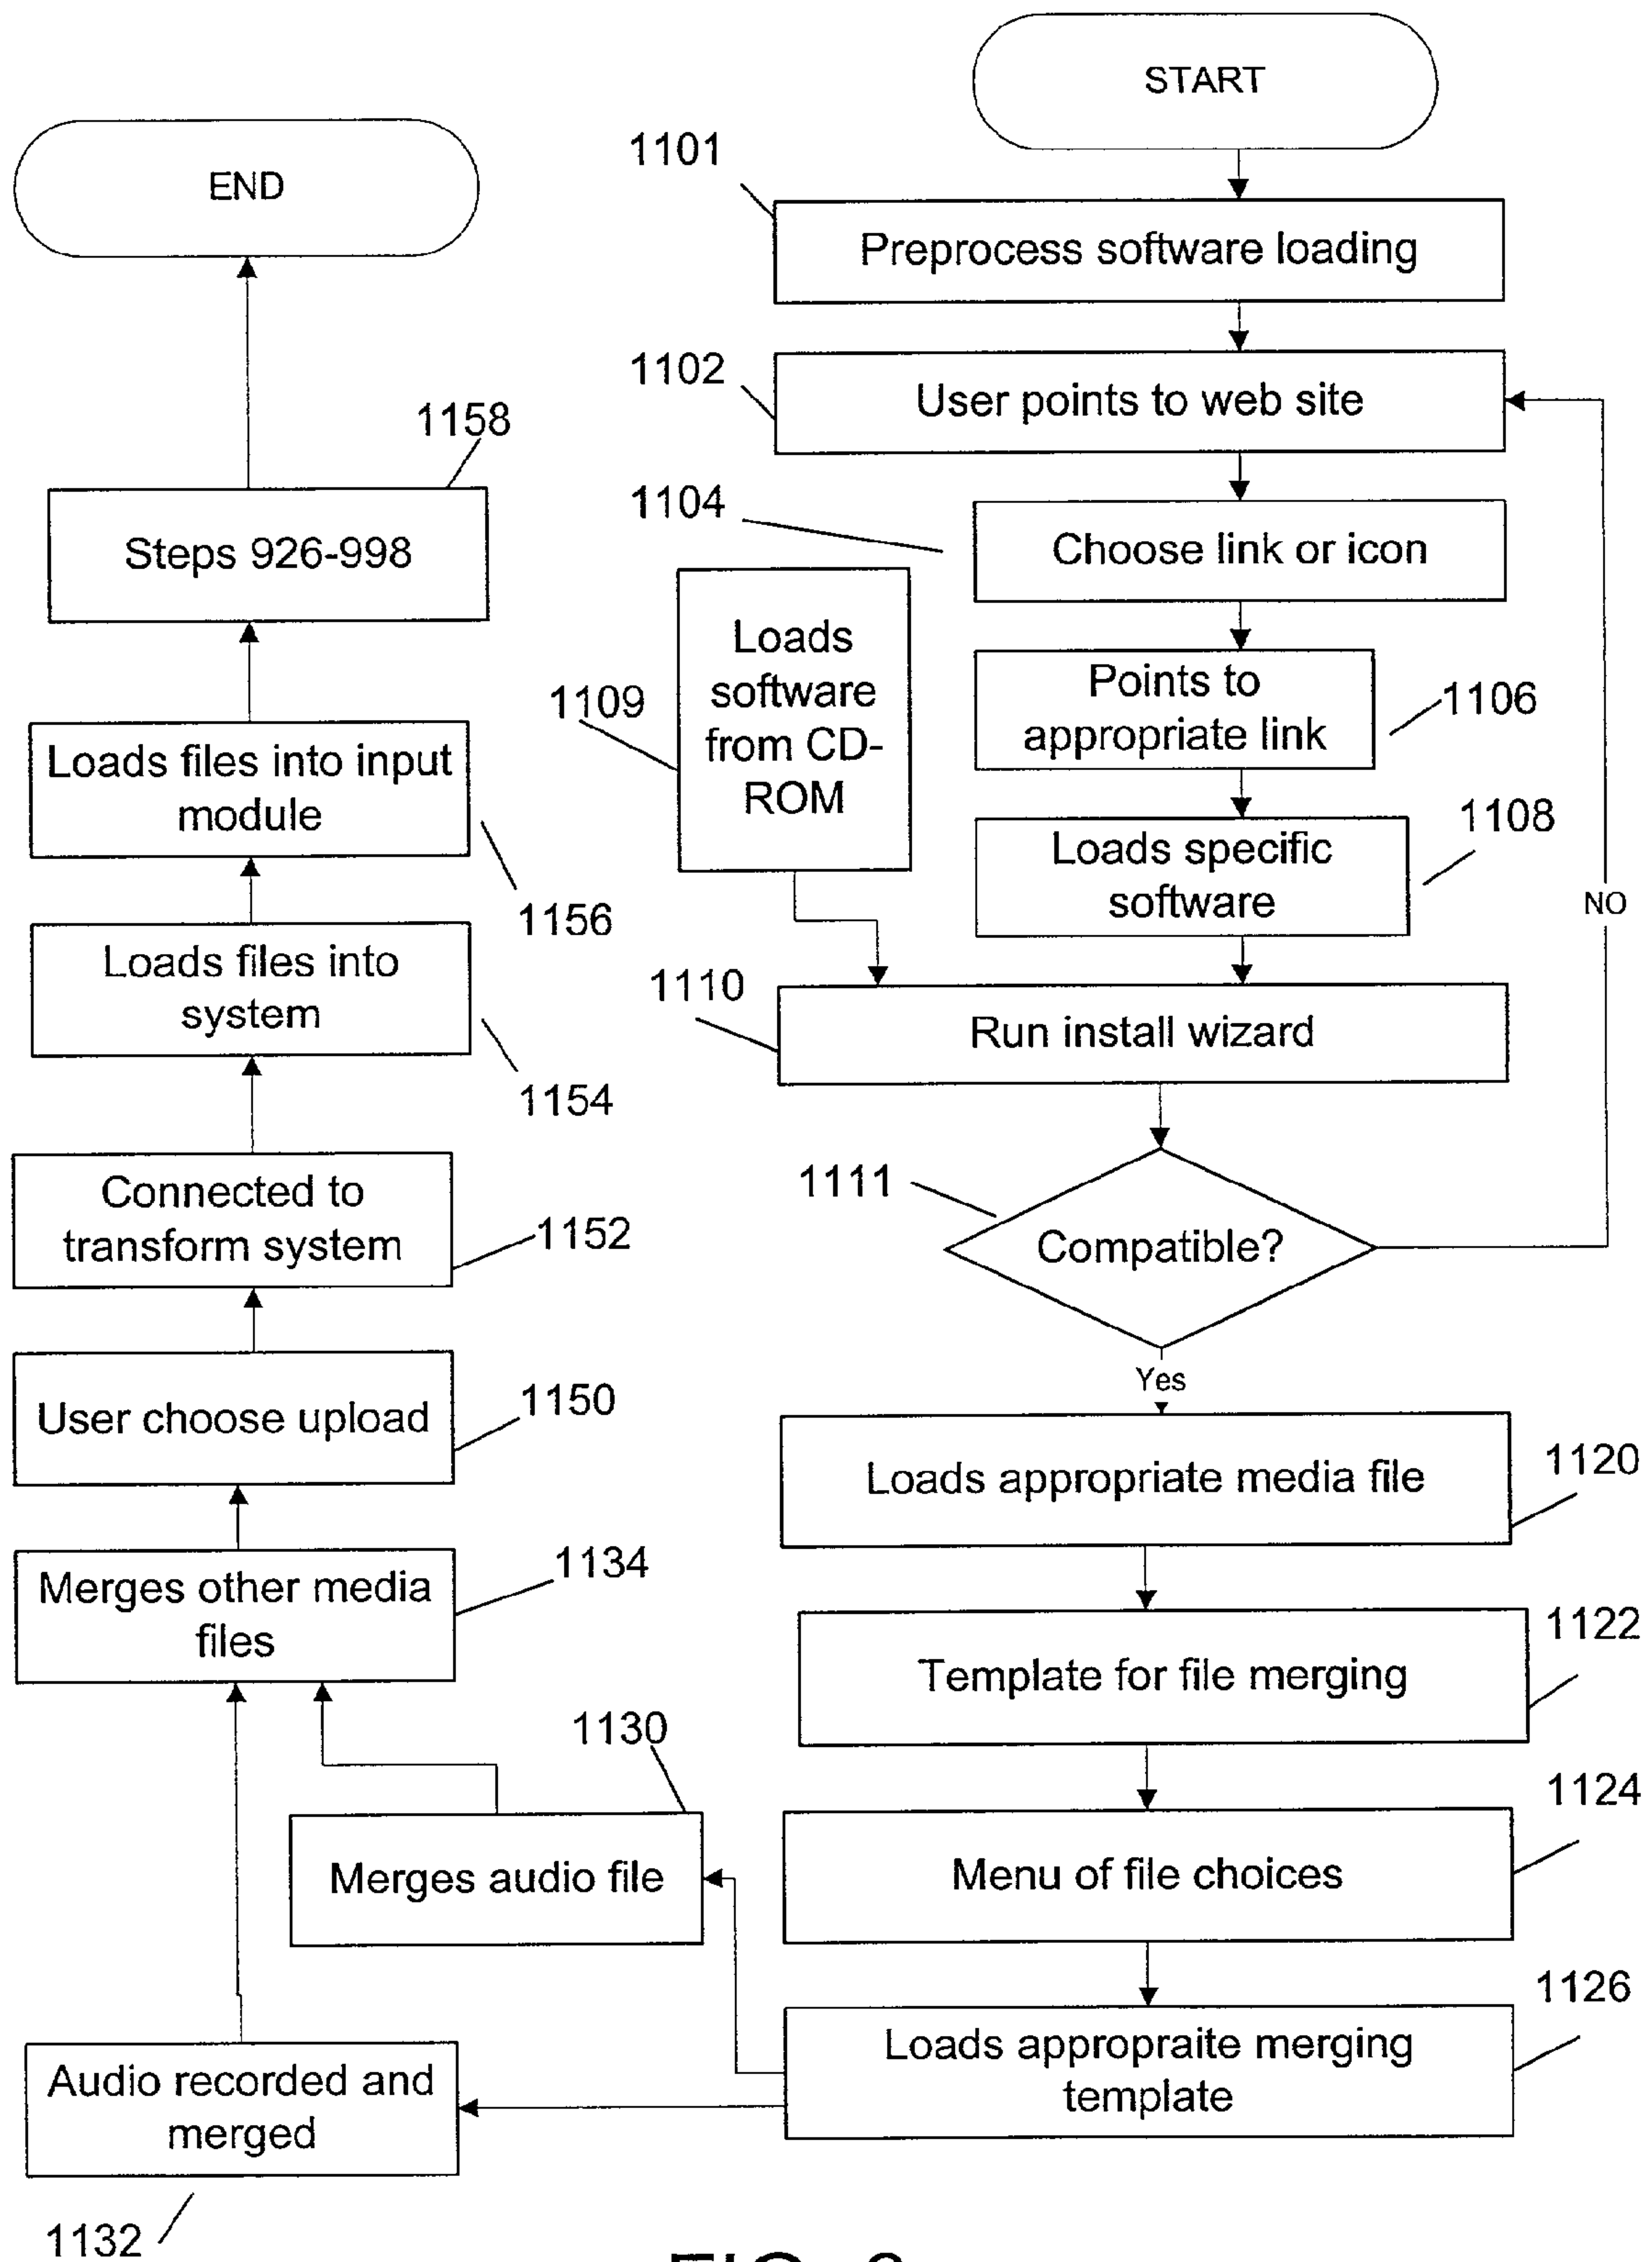 START
1101
Preprocess software loading
1102
User points to web site
1104
Choose link or icon
Points to
appropriate link
1106
1109
Loads
software
from CD-
ROM
Loads specific
software
1108
NO
1110
Run install wizard
1111
Compatible?
Yes
Loads appropriate media file
1120
Template for file merging
1122
Menu of file choices
1124
Loads appropraite merging
template
1126
Merges audio file
1130
Audio recorded and
merged
1132
Merges other media
files
1134
User choose upload
1150
Connected to
transform system
1152
Loads files into
system
1154
Loads files into input
module
1156
Steps 926-998
1158
END